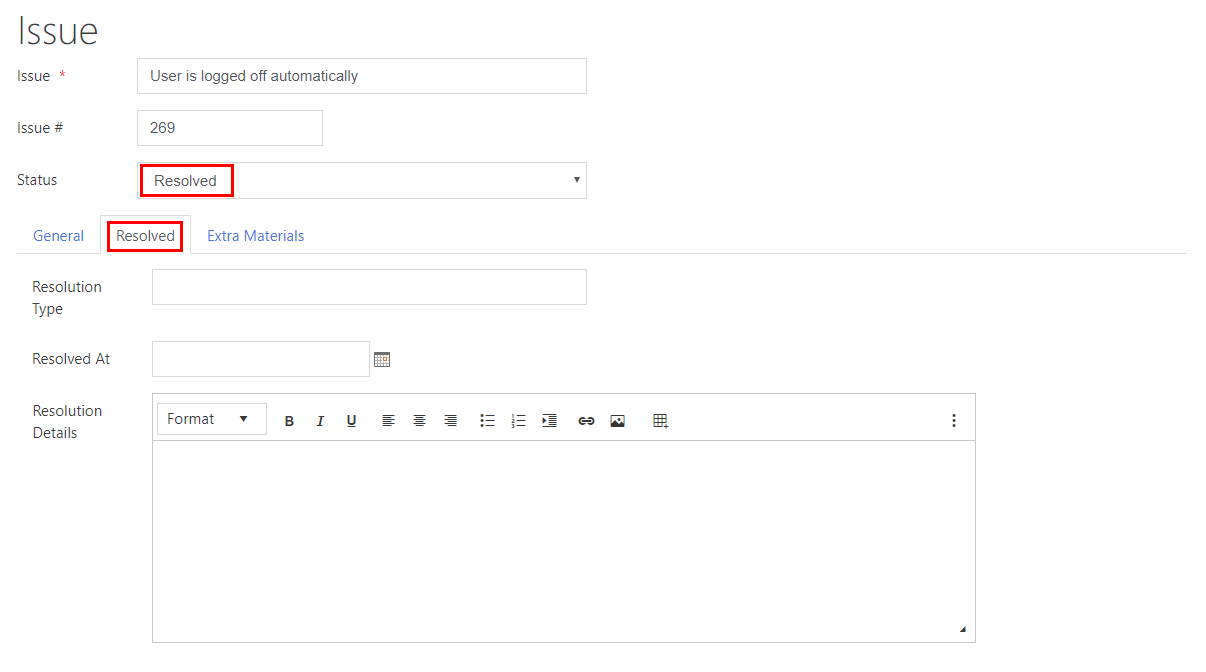 Issue
Issue * User is logged off automatically
Issue # 269
Status Resolved
General Resolved Extra Materials
Resolution
Type
Resolved At
Resolution
Details
Format B I U